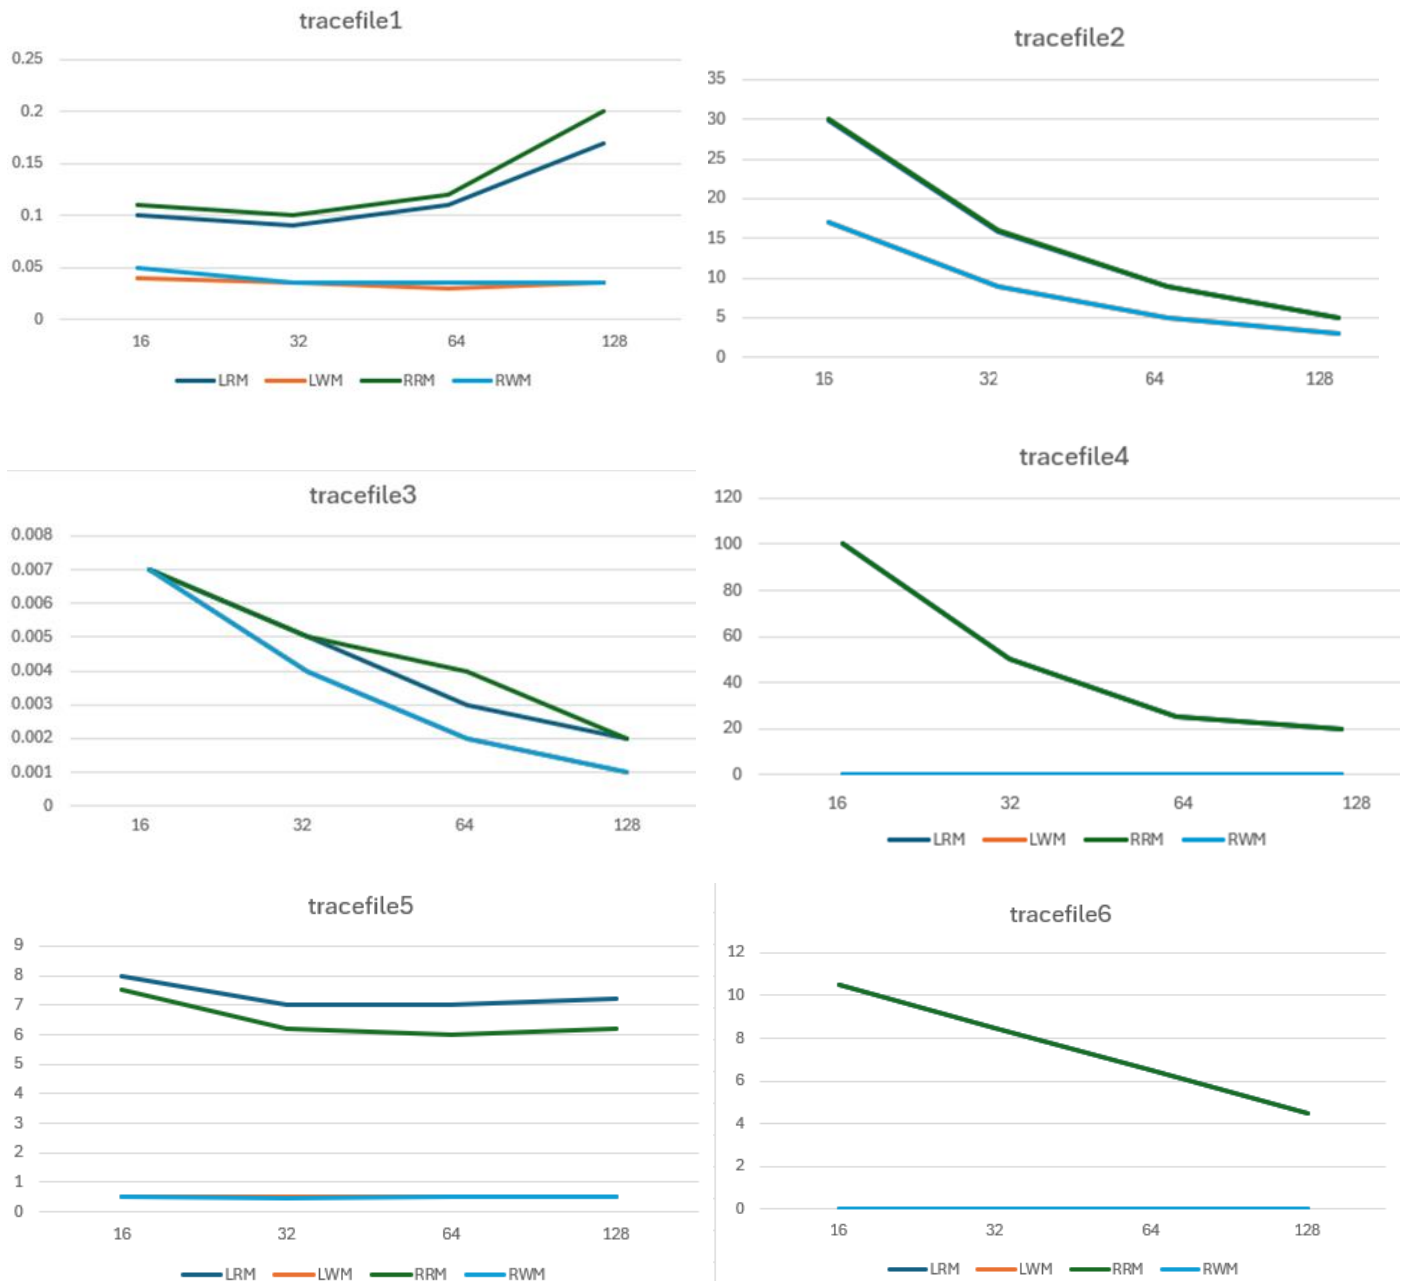 tracefile1
0.25
0.2
0.15
0.1
0.05
0
16 32 64 128
LRM LWM RRM RWM
tracefile2
35
30
25
20
15
10
5
0
16 32 64 128
tracefile3
0.008
0.007
0.006
0.005
0.004
0.003
0.002
0.001
0
16 32 64 128
tracefile4
120
100
80
60
40
20
0
16 32 64 128
LRM LWM RRM RWM
tracefile5
9
8
7
6
5
4
3
2
1
0
16 32 64 128
LRM LWM RRM RWM
tracefile6
12
10
8
6
4
2
0
16 32 64 128
LRM LWM RRM RWM